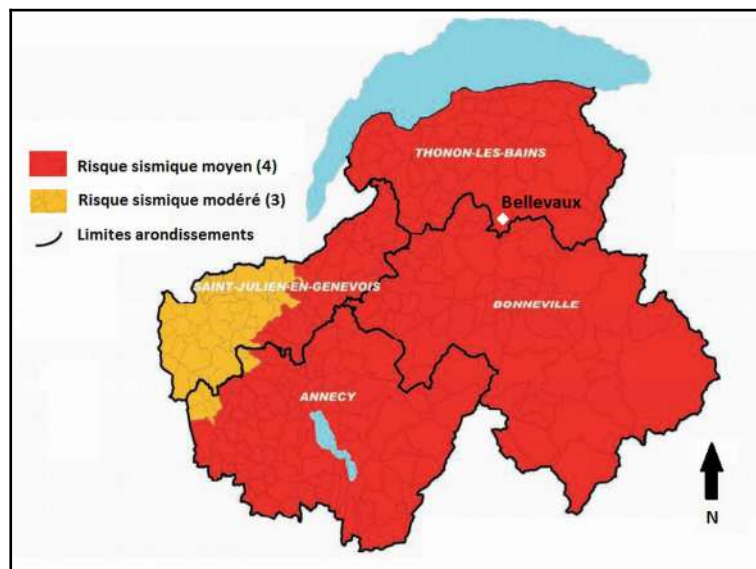 THONON-LES-BAINS
Risque sismique moyen (4)
Bellevaux
Risque sismique modéré (3)
Limites arondissements
SAINT-JULIEN-EN-GENEVOIS
BONNEVILLE
ANNECY
N